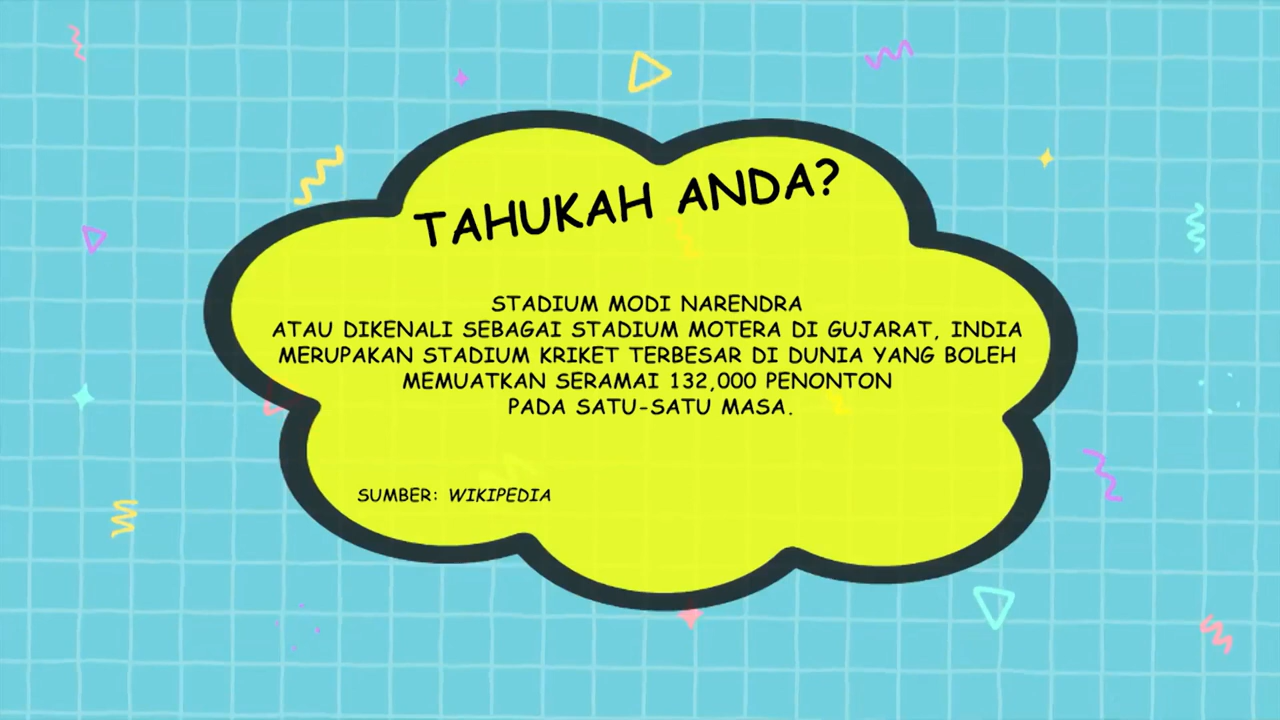 TAHUKAH ANDA?
STADIUM MODI NARENDRA
ATAU DIKENALI SEBAGAI STADIUM MOTERA DI GUJARAT, INDIA
MERUPAKAN STADIUM KRIKET TERBESAR DI DUNIA YANG BOLEH
MEMUATKAN SERAMAI 132,000 PENONTON
PADA SATU-SATU MASA.
SUMBER: WIKIPEDIA